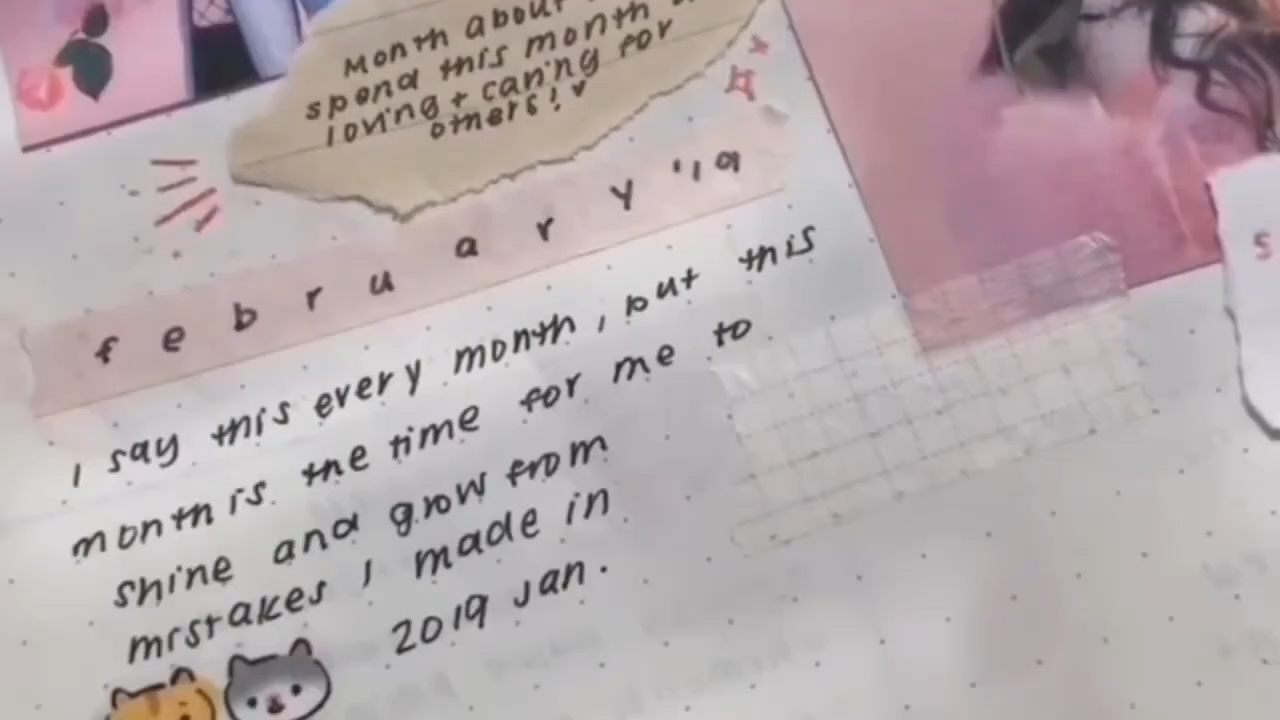 month about
spend this month
loving + caring for
others! ♥
february '19
I say this every month, but this
month is the time for me to
shine and grow from
mistakes I made in
2019 Jan.
S